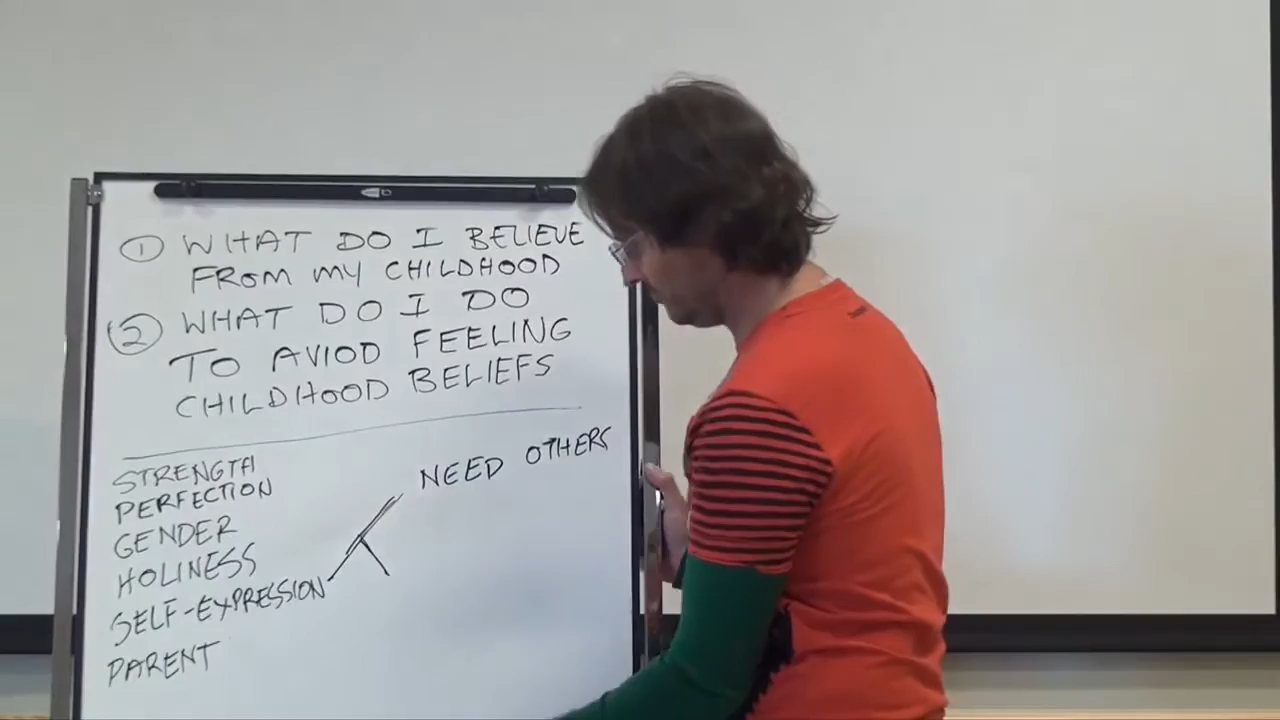 ① WHAT DO I BELIEVE
FROM MY CHILDHOOD
② WHAT DO I DO
TO AVIOD FEELING
CHILDHOOD BELIEFS
STRENGTH
PERFECTION
GENDER
HOLINESS
SELF-EXPRESSION
PARENT
NEED OTHERS